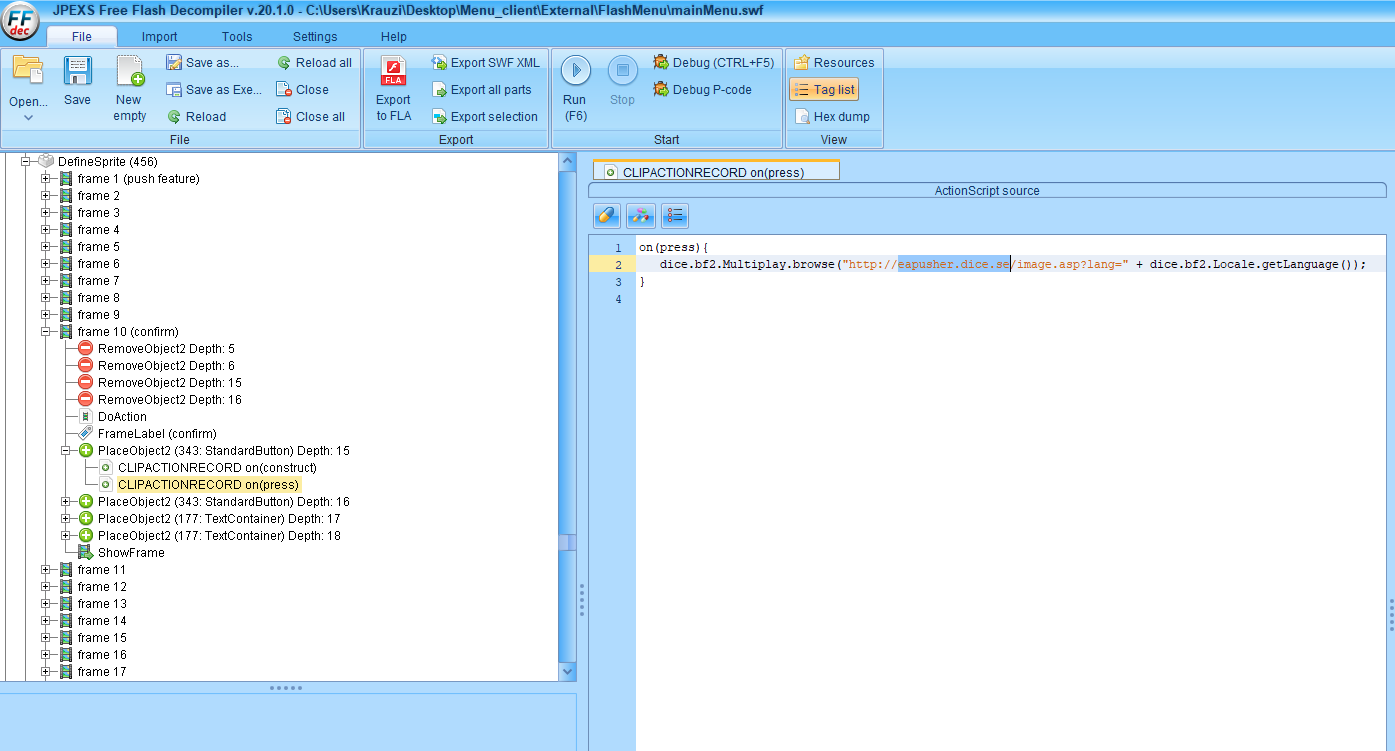 JPEXS Free Flash Decompiler v.20.1.0 - C:\Users\Krauzi\Desktop\Menu_client\External\FlashMenu\mainMenu.swf
FF
dec
File Import Tools Settings Help
Open...
Save
New
empty
Save as...
Save as Exe...
Reload
Reload all
Close
Close all
File
FLA
Export
to FLA
Export SWF XML
Export all parts
Export selection
Export
Run
(F6)
Stop
Debug (CTRL+F5)
Debug P-code
Start
Resources
Tag list
Hex dump
View
DefineSprite (456)
frame 1 (push feature)
frame 2
frame 3
frame 4
frame 5
frame 6
frame 7
frame 8
frame 9
frame 10 (confirm)
RemoveObject2 Depth: 5
RemoveObject2 Depth: 6
RemoveObject2 Depth: 15
RemoveObject2 Depth: 16
DoAction
FrameLabel (confirm)
PlaceObject2 (343: StandardButton) Depth: 15
CLIPACTIONRECORD on(construct)
CLIPACTIONRECORD on(press)
PlaceObject2 (343: StandardButton) Depth: 16
PlaceObject2 (177: TextContainer) Depth: 17
PlaceObject2 (177: TextContainer) Depth: 18
ShowFrame
frame 11
frame 12
frame 13
frame 14
frame 15
frame 16
frame 17
CLIPACTIONRECORD on(press)
ActionScript source
1 on(press){
2 dice.bf2.Multiplay.browse("http://eapusher.dice.se/image.asp?lang=" + dice.bf2.Locale.getLanguage());
3 }
4